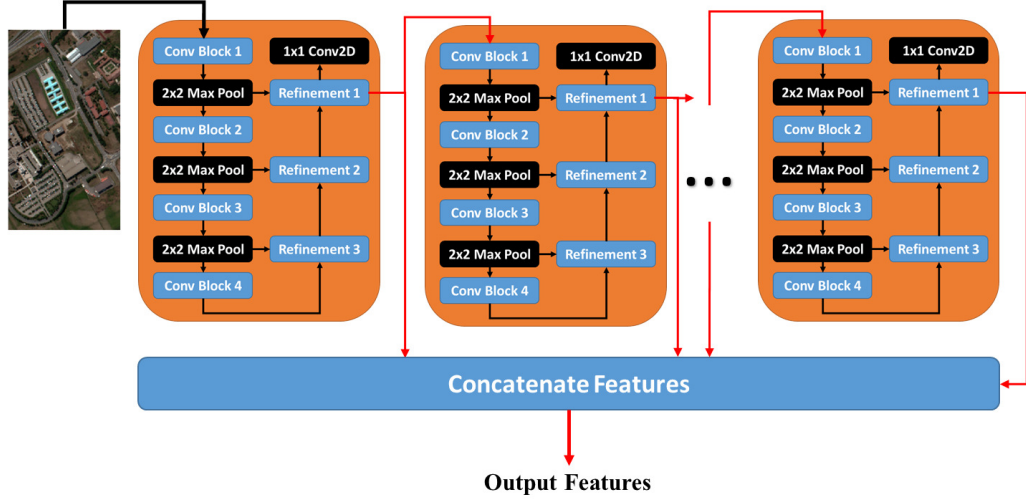 Conv Block 1
1x1 Conv2D
2x2 Max Pool
Refinement 1
Conv Block 2
2x2 Max Pool
Refinement 2
Conv Block 3
2x2 Max Pool
Refinement 3
Conv Block 4
Conv Block 1
1x1 Conv2D
2x2 Max Pool
Refinement 1
Conv Block 2
2x2 Max Pool
Refinement 2
Conv Block 3
2x2 Max Pool
Refinement 3
Conv Block 4
...
Conv Block 1
1x1 Conv2D
2x2 Max Pool
Refinement 1
Conv Block 2
2x2 Max Pool
Refinement 2
Conv Block 3
2x2 Max Pool
Refinement 3
Conv Block 4
Concatenate Features
Output Features